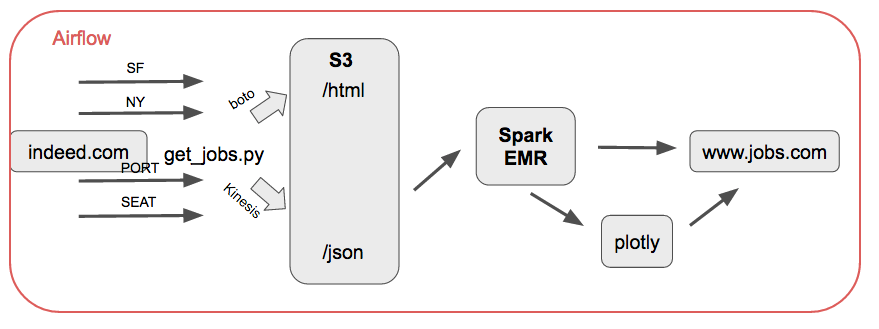 Airflow
SF
NY
indeed.com
get_jobs.py
PORT
SEAT
boto
Kinesis
S3
/html
/json
Spark
EMR
www.jobs.com
plotly